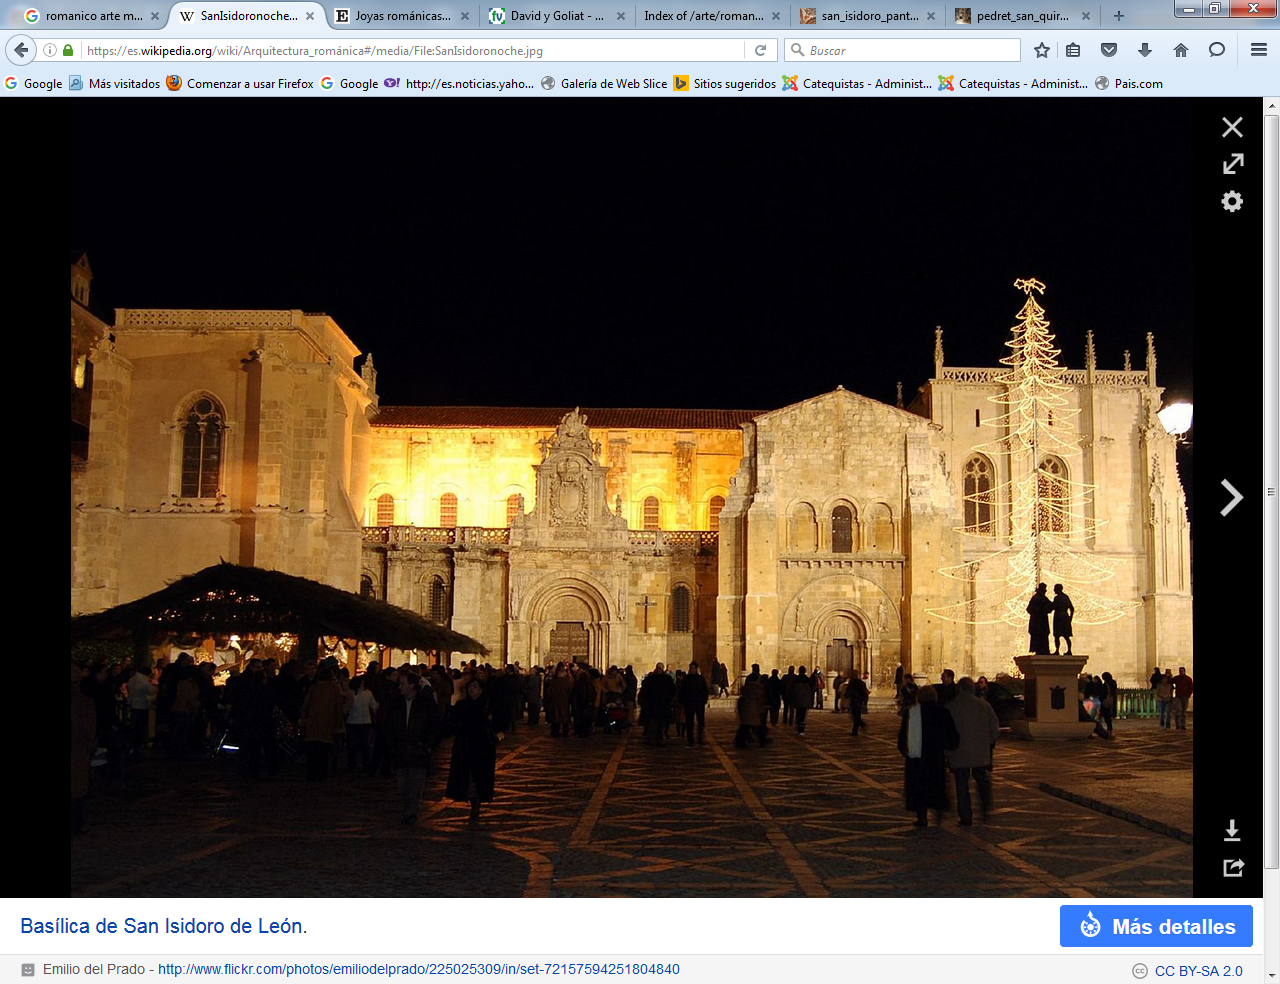 romanico arte m...
SanIsidoronoche...
Joyas románicas...
David y Goliat - ...
Index of /arte/roman...
san_isidoro_pant...
pedret_san_quir...
https://es.wikipedia.org/wiki/Arquitectura_románica#/media/File:SanIsidoronoche.jpg
Buscar
Google
Más visitados
Comenzar a usar Firefox
Google
http://es.noticias.yaho...
Galería de Web Slice
Sitios sugeridos
Catequistas - Administ...
Catequistas - Administ...
Pais.com
Basílica de San Isidoro de León.
Más detalles
Emilio del Prado - http://www.flickr.com/photos/emiliodelprado/225025309/in/set-72157594251804840
CC BY-SA 2.0